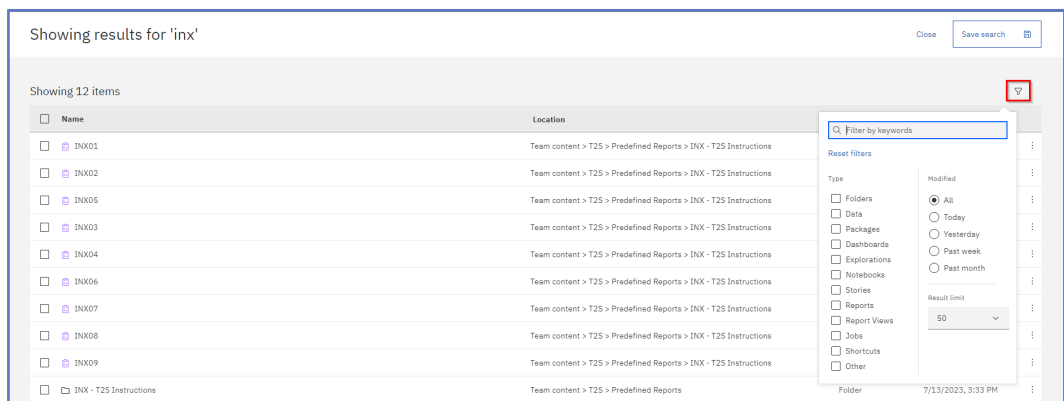 Showing results for 'inx'
Close
Save search
Showing 12 items
Name
Location
INX01
Team content > T2S > Predefined Reports > INX - T2S Instructions
INX02
Team content > T2S > Predefined Reports > INX - T2S Instructions
INX05
Team content > T2S > Predefined Reports > INX - T2S Instructions
INX03
Team content > T2S > Predefined Reports > INX - T2S Instructions
INX04
Team content > T2S > Predefined Reports > INX - T2S Instructions
INX06
Team content > T2S > Predefined Reports > INX - T2S Instructions
INX07
Team content > T2S > Predefined Reports > INX - T2S Instructions
INX08
Team content > T2S > Predefined Reports > INX - T2S Instructions
INX09
Team content > T2S > Predefined Reports > INX - T2S Instructions
INX - T2S Instructions
Team content > T2S > Predefined Reports
Folder
7/13/2023, 3:33 PM
Filter by keywords
Reset filters
Type
Folders
Data
Packages
Dashboards
Explorations
Notebooks
Stories
Reports
Report Views
Jobs
Shortcuts
Other
Modified
All
Today
Yesterday
Past week
Past month
Result limit
50